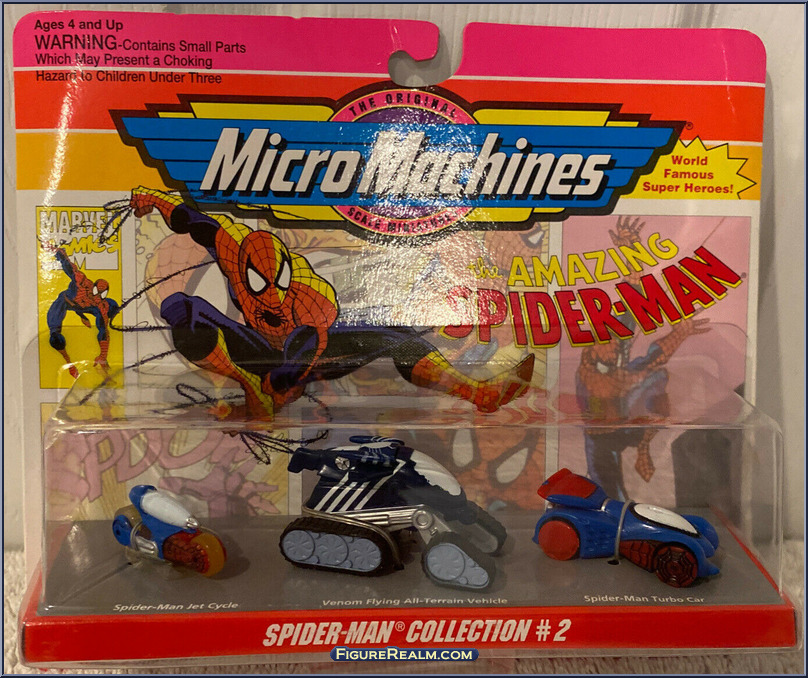 Ages 4 and Up
WARNING-Contains Small Parts
Which May Present a Choking
Hazard to Children Under Three
THE ORIGINAL
Micro Machines
SCALE MINIATURES
®
World
Famous
Super Heroes!
MARVEL
COMICS
the AMAZING
SPIDER-MAN®
Spider-Man Jet Cycle
Venom Flying All-Terrain Vehicle
Spider-Man Turbo Car
SPIDER-MAN® COLLECTION #2
FIGUREREALM.COM